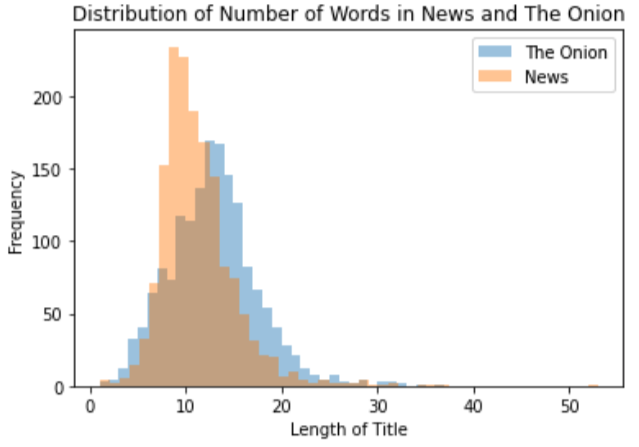 Distribution of Number of Words in News and The Onion
The Onion
News
200
150
100
50
0
Frequency
0 10 20 30 40 50
Length of Title